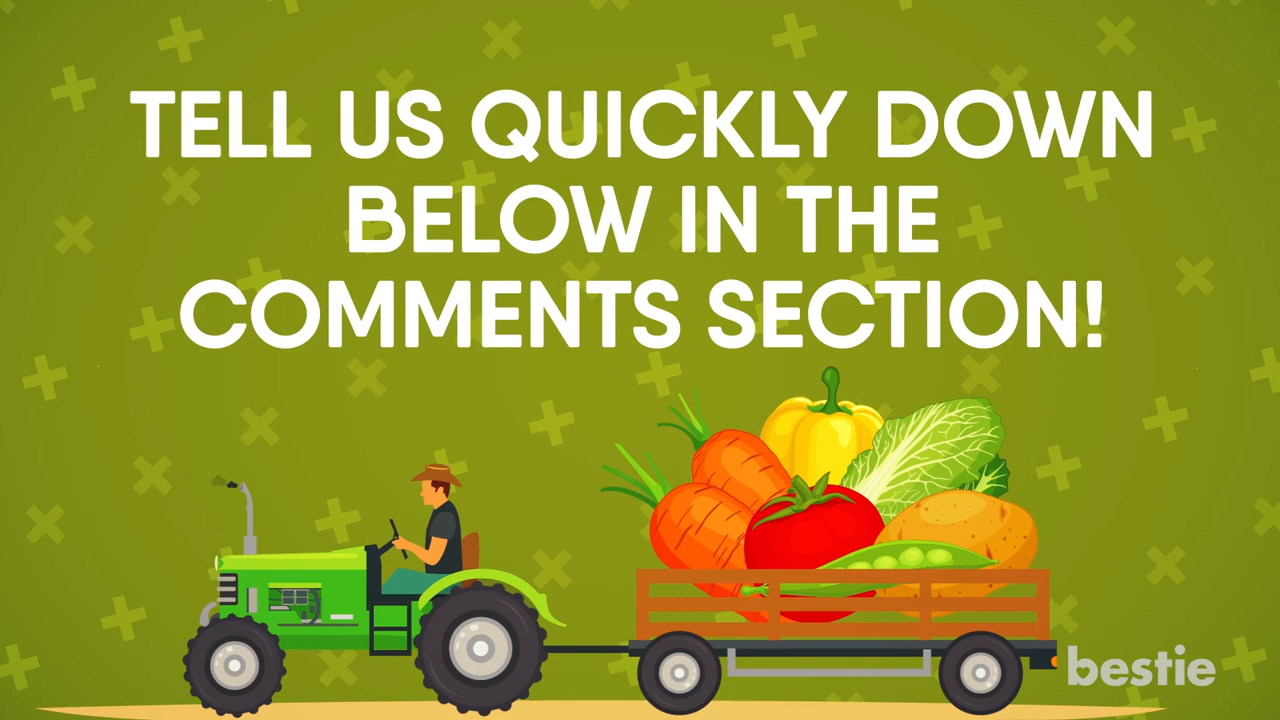 TELL US QUICKLY DOWN
BELOW IN THE
COMMENTS SECTION!
bestie